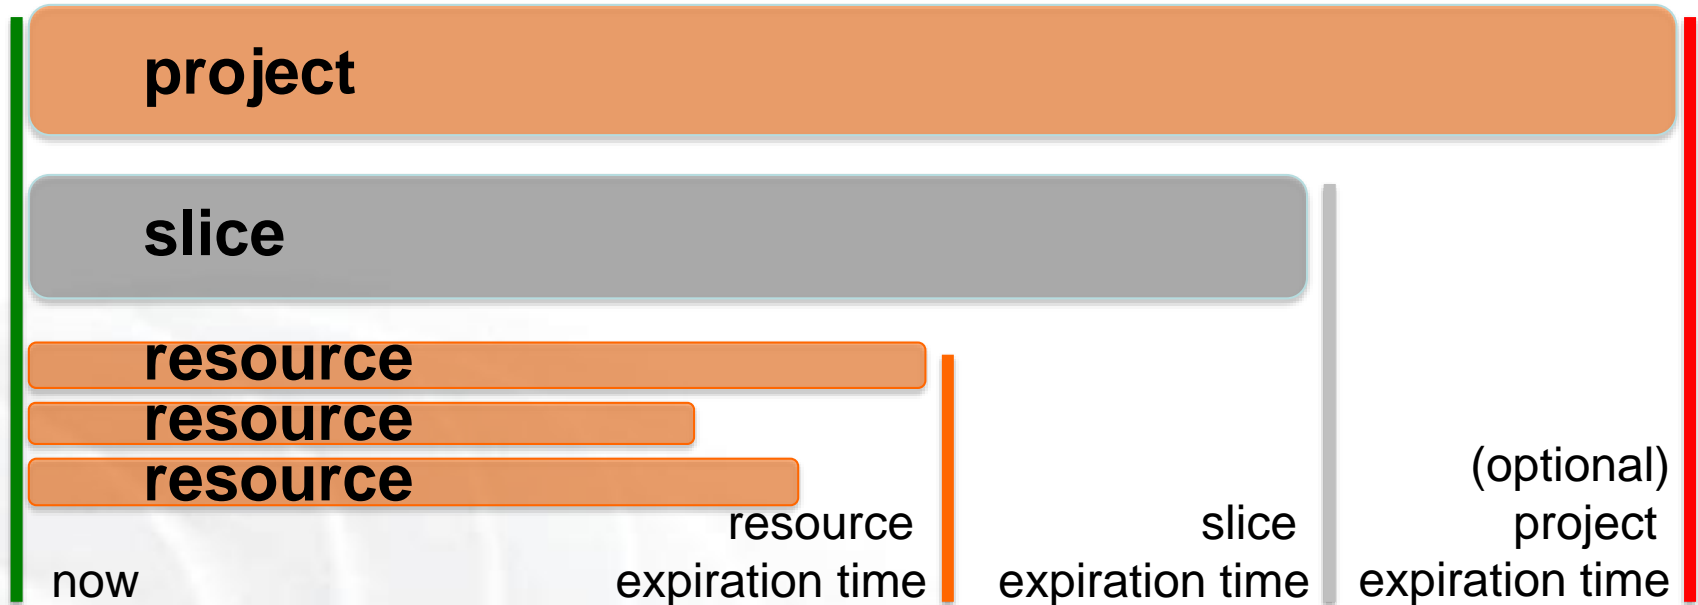 project
slice
resource
resource
resource
now
resource
expiration time
slice
expiration time
(optional)
project
expiration time